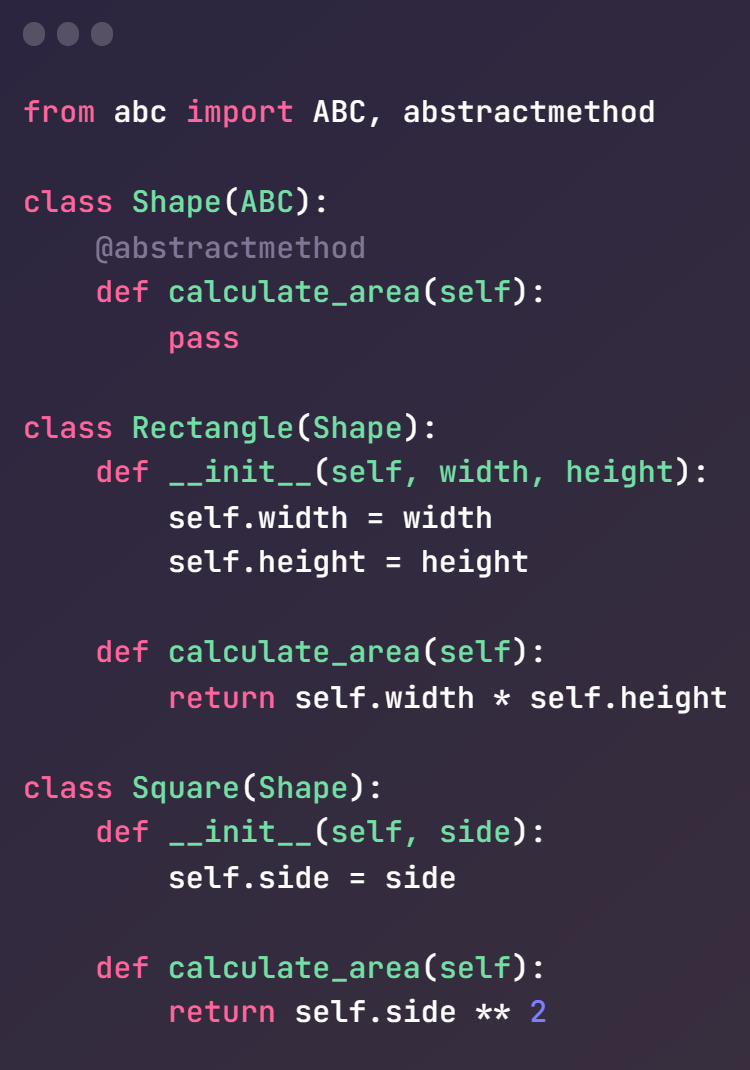 from abc import ABC, abstractmethod

class Shape(ABC):
    @abstractmethod
    def calculate_area(self):
        pass

class Rectangle(Shape):
    def __init__(self, width, height):
        self.width = width
        self.height = height

    def calculate_area(self):
        return self.width * self.height

class Square(Shape):
    def __init__(self, side):
        self.side = side

    def calculate_area(self):
        return self.side ** 2